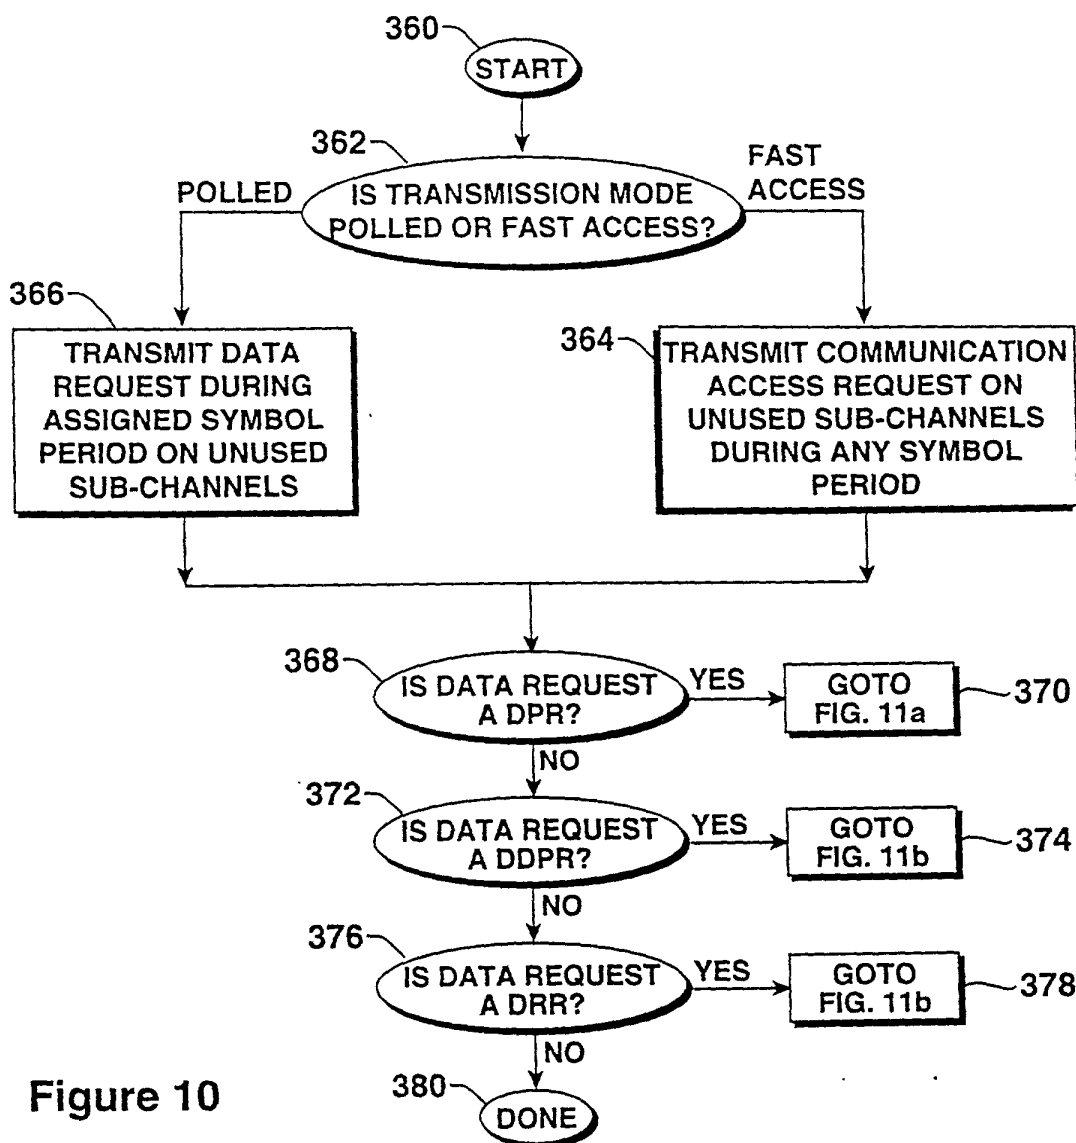 360
START
362
IS TRANSMISSION MODE
POLLED OR FAST ACCESS?
POLLED
FAST
ACCESS
366
TRANSMIT DATA
REQUEST DURING
ASSIGNED SYMBOL
PERIOD ON UNUSED
SUB-CHANNELS
364
TRANSMIT COMMUNICATION
ACCESS REQUEST ON
UNUSED SUB-CHANNELS
DURING ANY SYMBOL
PERIOD
368
IS DATA REQUEST
A DPR?
YES
GOTO
FIG. 11a
370
NO
372
IS DATA REQUEST
A DDPR?
YES
GOTO
FIG. 11b
374
NO
376
IS DATA REQUEST
A DRR?
YES
GOTO
FIG. 11b
378
NO
380
DONE
Figure 10